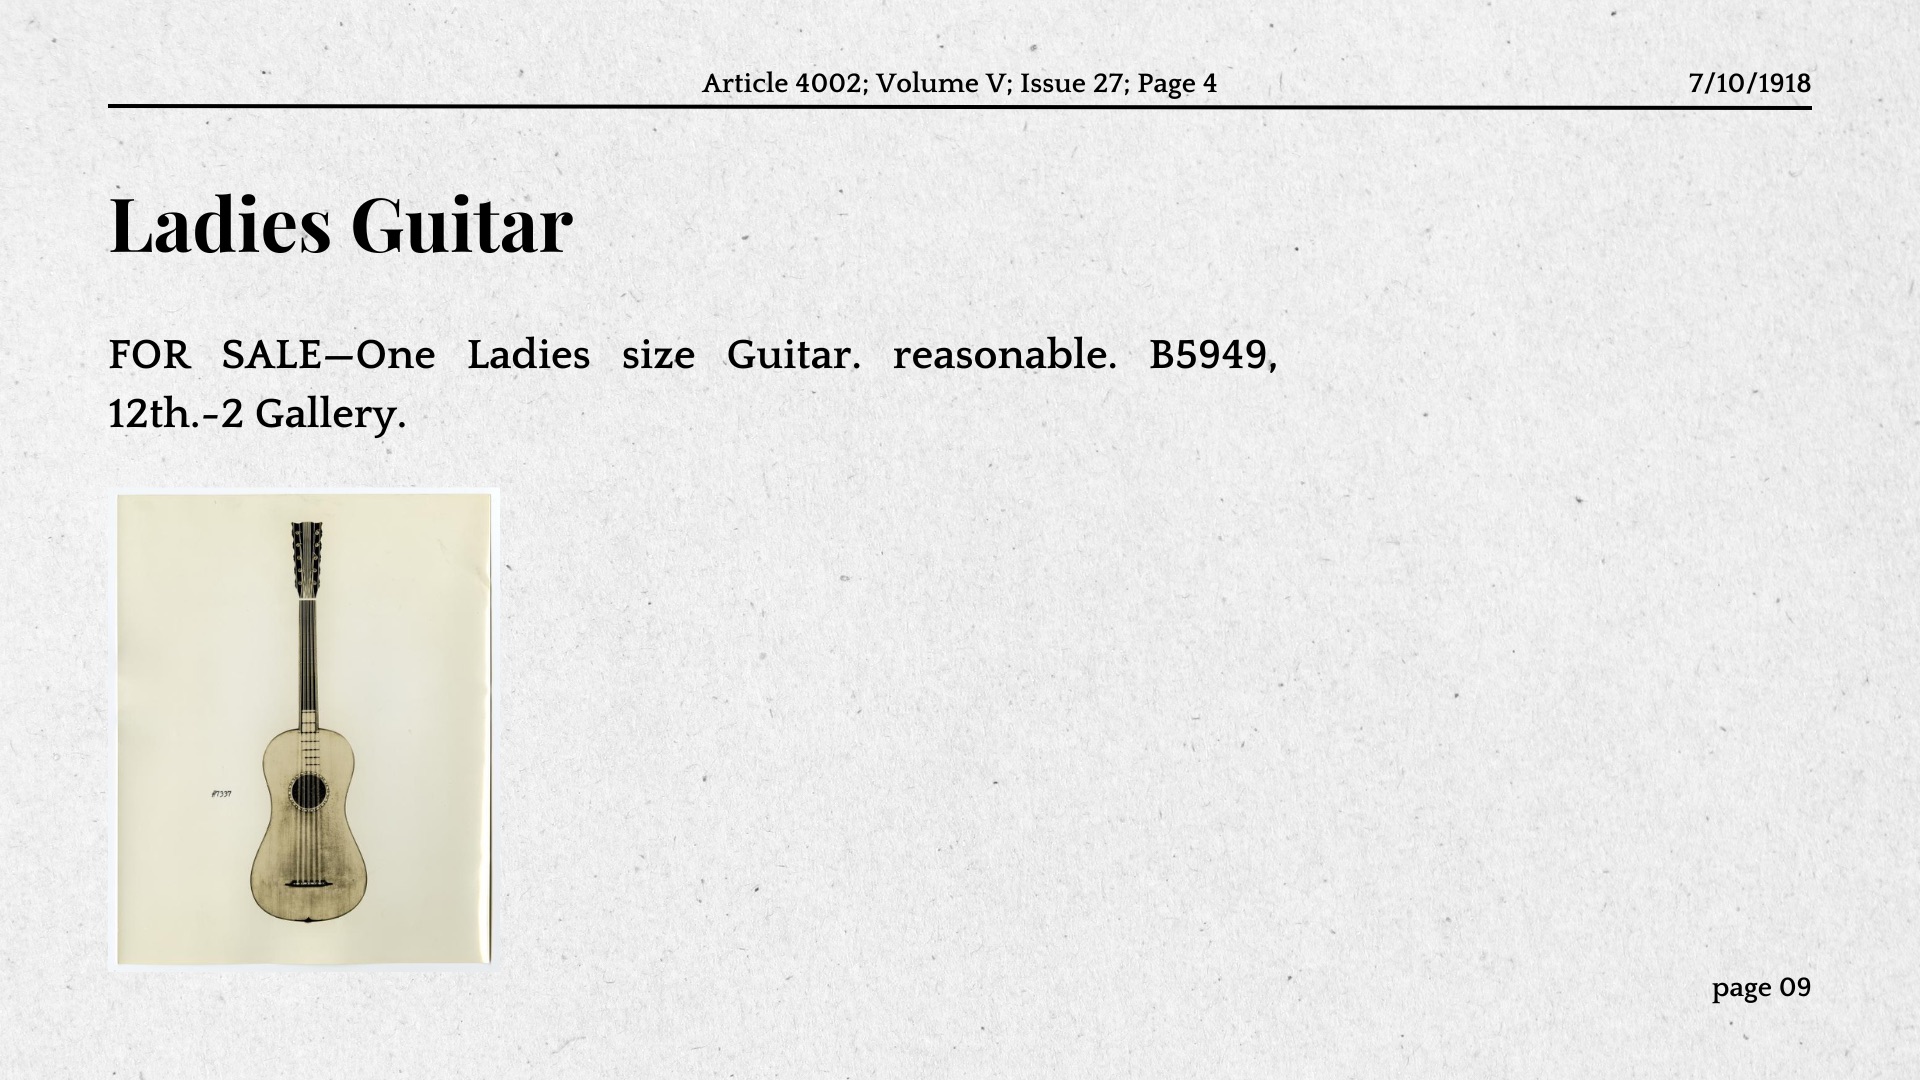 Article 4002; Volume V; Issue 27; Page 4
7/10/1918
Ladies Guitar
FOR SALE—One Ladies size Guitar. reasonable. B5949,
12th.-2 Gallery.
#7337
page 09